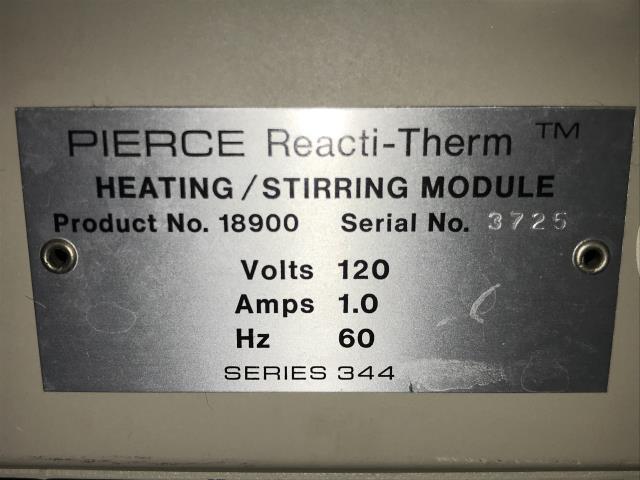 PIERCE Reacti-Therm ™
HEATING/STIRRING MODULE
Product No. 18900 Serial No. 3725
Volts 120
Amps 1.0
Hz 60
SERIES 344